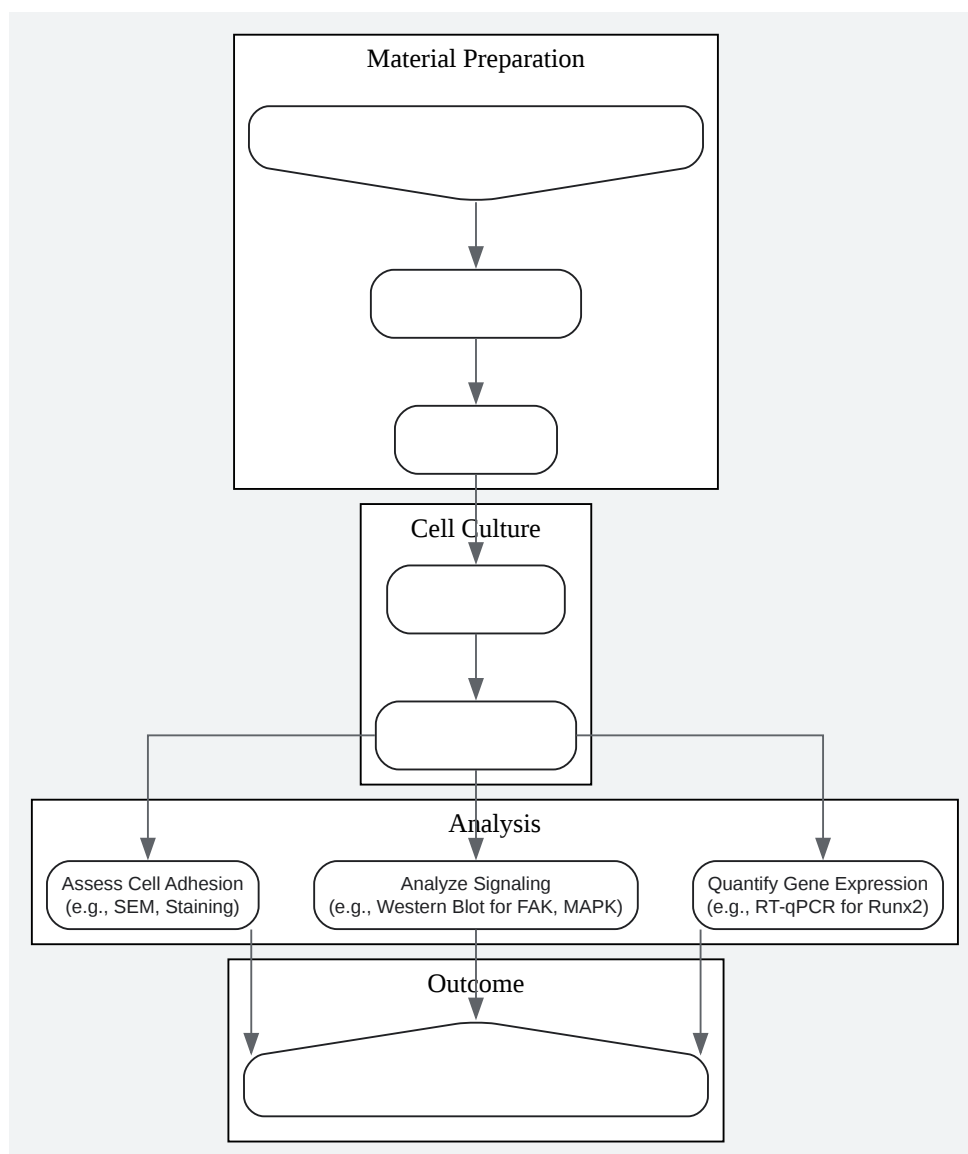 Material Preparation
Cell Culture
Analysis
Assess Cell Adhesion
(e.g., SEM, Staining)
Analyze Signaling
(e.g., Western Blot for FAK, MAPK)
Quantify Gene Expression
(e.g., RT-qPCR for Runx2)
Outcome